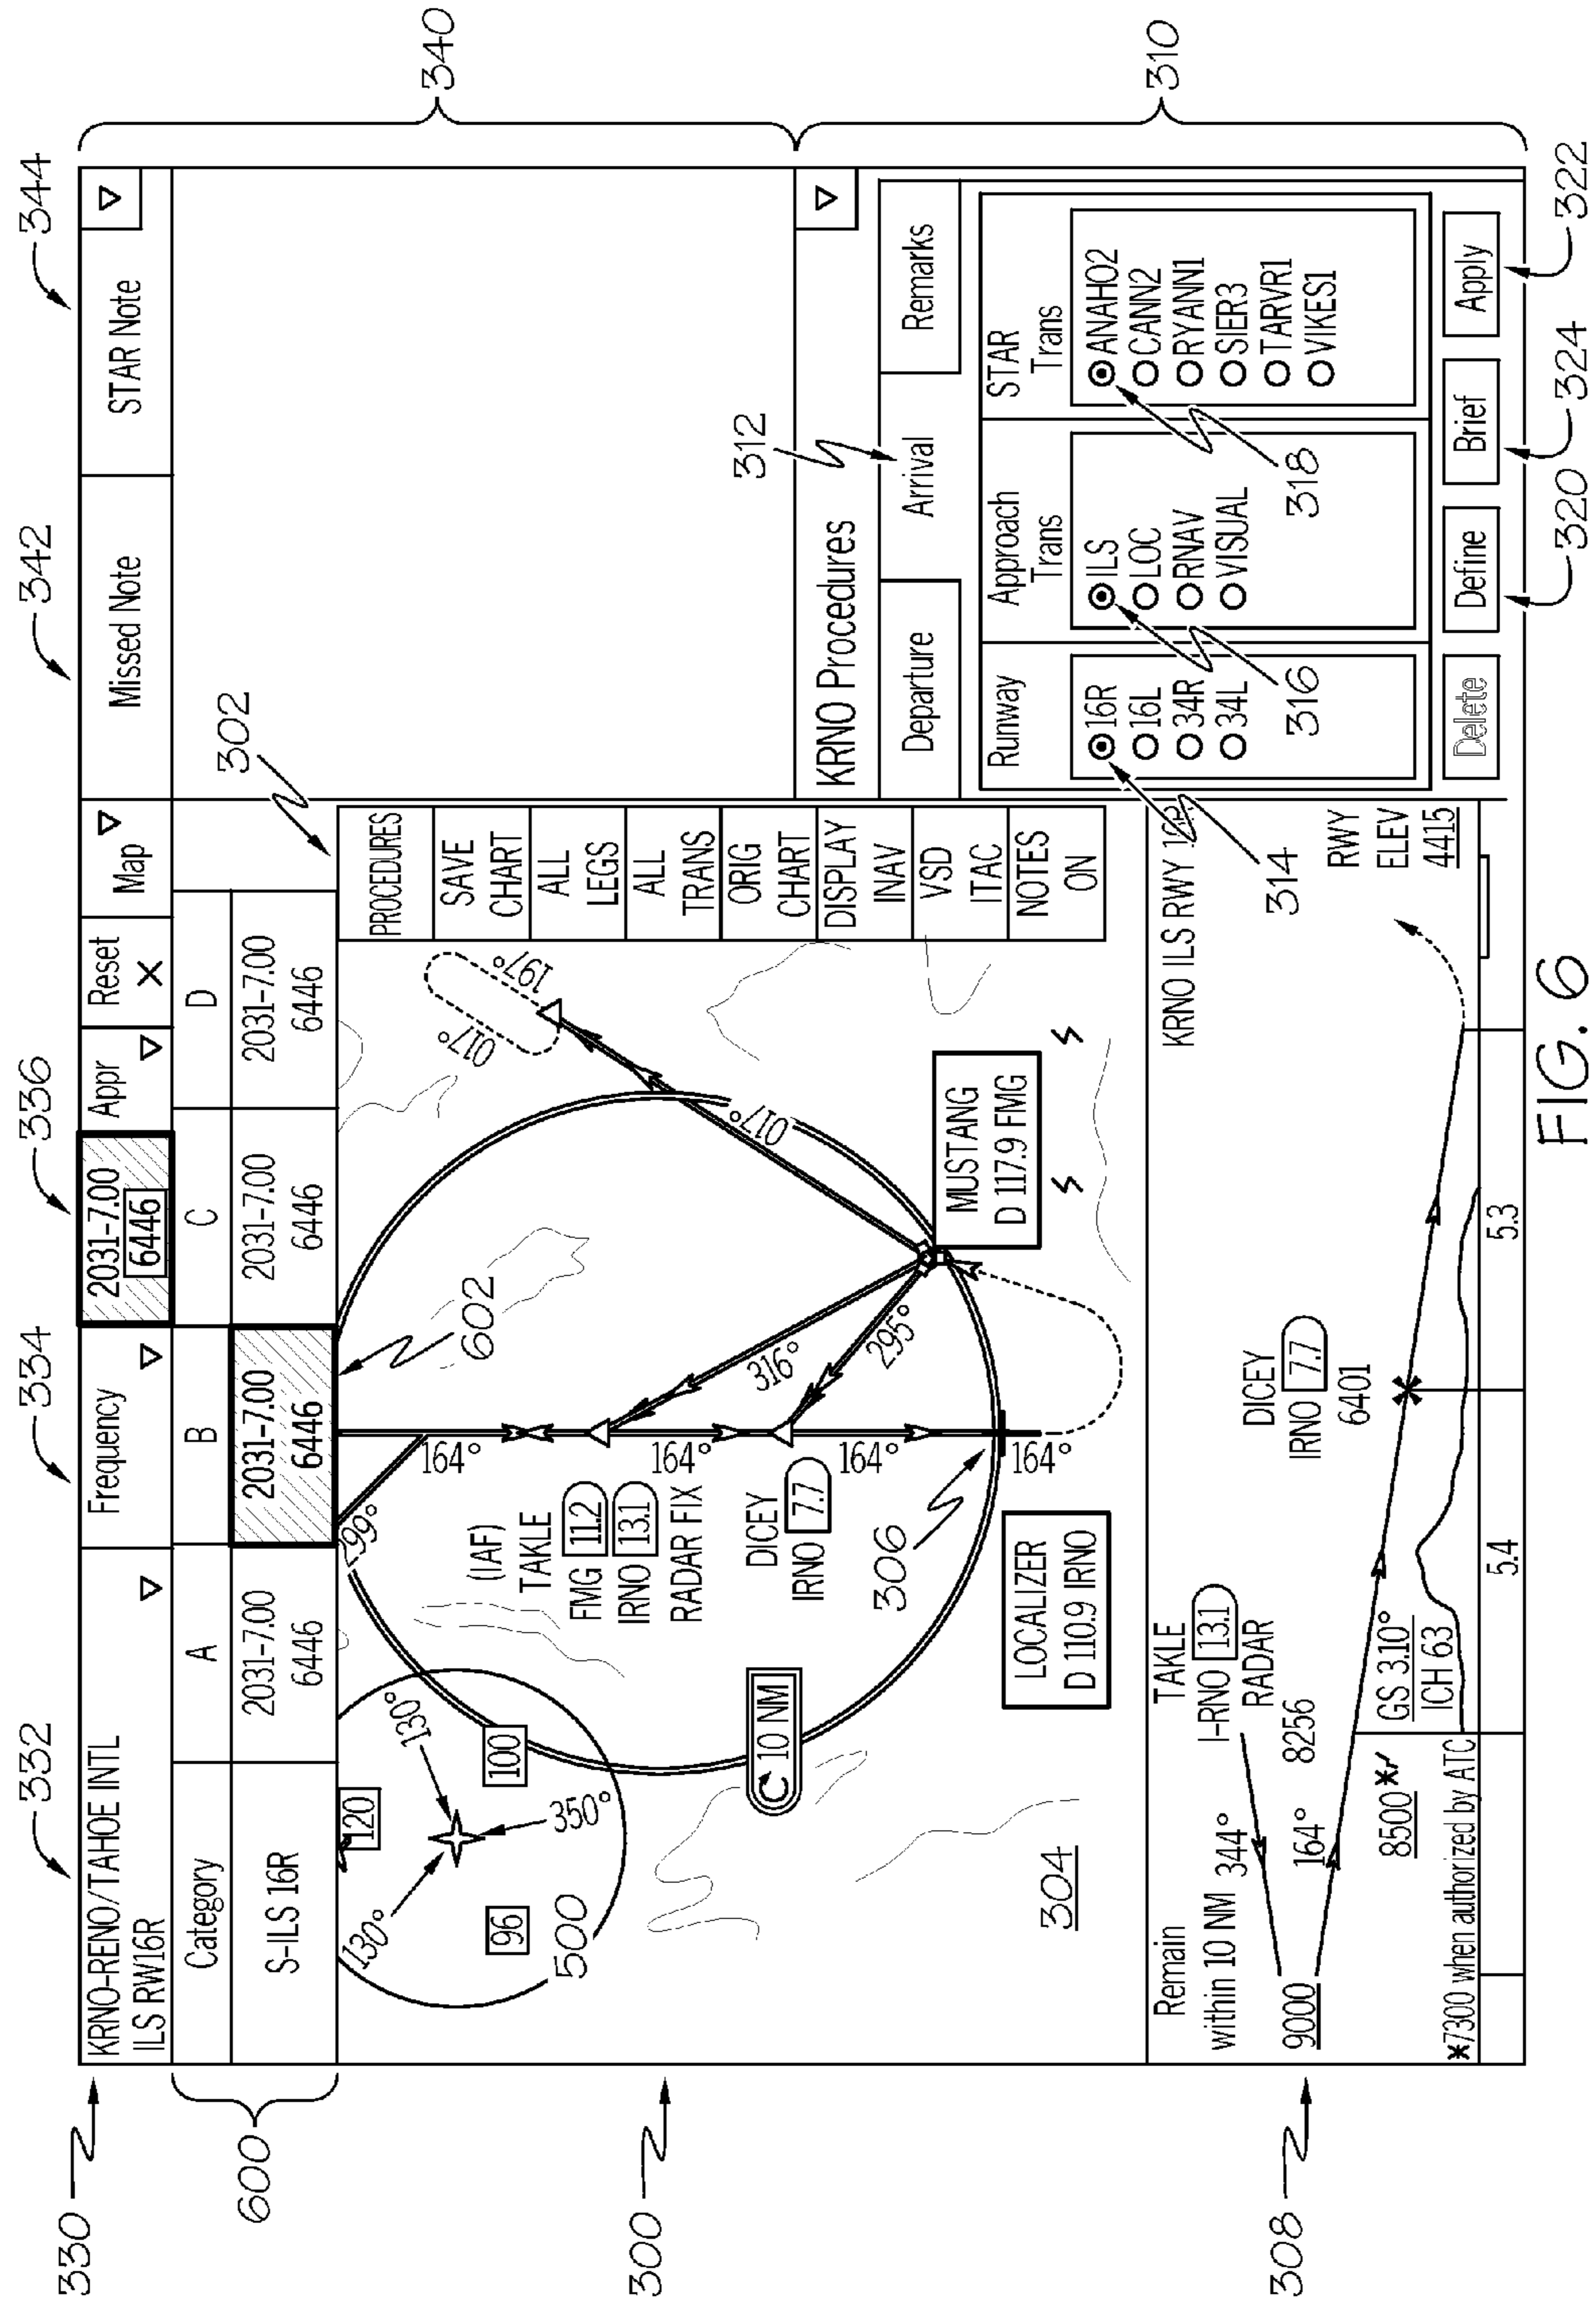 330
332
334
336
342
344
KRNO-RENO/TAHOE INTL
ILS RW16R
Frequency
2031-7.00
6446
Appr
Reset
X
Map
Missed Note
STAR Note
600
Category
A
B
C
D
S-ILS 16R
2031-7.00
6446
2031-7.00
6446
2031-7.00
6446
2031-7.00
6446
602
302
340
PROCEDURES
SAVE
CHART
ALL
LEGS
ALL
TRANS
ORIG
CHART
DISPLAY
INAV
VSD
ITAC
NOTES
ON
300
120
130°
100
130°
350°
96
500
299°
164°
(IAF)
TAKLE
FMG 11.2
IRNO 13.1
RADAR FIX
164°
DICEY
IRNO 7.7
164°
306
164°
316°
295°
017°
017°
197°
10 NM
MUSTANG
D 117.9 FMG
LOCALIZER
D 110.9 IRNO
304
308
KRNO ILS RWY
Remain
within 10 NM
344°
TAKLE
I-RNO 13.1
RADAR
9000
164°
8256
DICEY
IRNO 7.7
6401
RWY
ELEV
4415
8500*
GS 3.10°
ICH 63
*7300 when authorized by ATC
5.4
5.3
310
312
KRNO Procedures
Departure
Arrival
Remarks
Runway
16R
16L
34R
34L
314
Approach
Trans
ILS
LOC
RNAV
VISUAL
316
STAR
Trans
ANAHO2
CANN2
RYANN1
SIER3
TARVR1
VIKES1
318
Delete
Define
Brief
Apply
320
324
322
FIG. 6